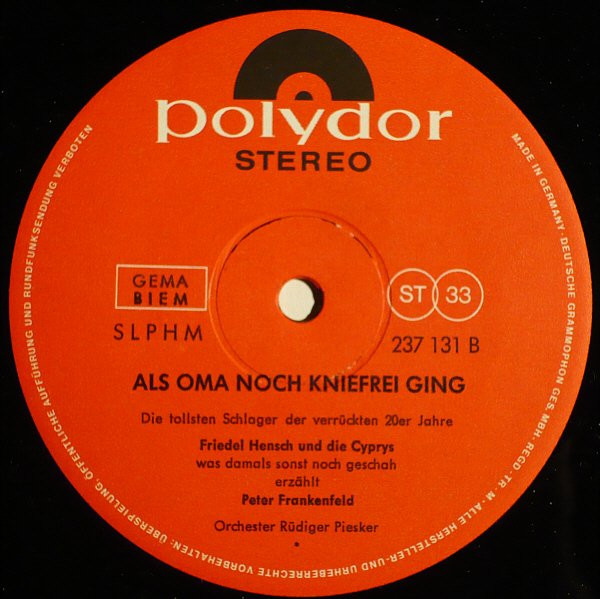 polydor
STEREO
GEMA
BIEM
SLPHM
ST 33
237 131 B
ALS OMA NOCH KNIEFREI GING
Die tollsten Schlager der verrückten 20er Jahre
Friedel Hensch und die Cyprys
was damals sonst noch geschah
erzählt
Peter Frankenfeld
Orchester Rüdiger Piesker
MADE IN GERMANY · DEUTSCHE GRAMMOPHON GES. MBH · REGD. TR. M · ALLE HERSTELLER- UND URHEBERRECHTE VORBEHALTEN: ÜBERSPIELUNG, ÖFFENTLICHE AUFFÜHRUNG UND RUNDFUNKSENDUNG VERBOTEN